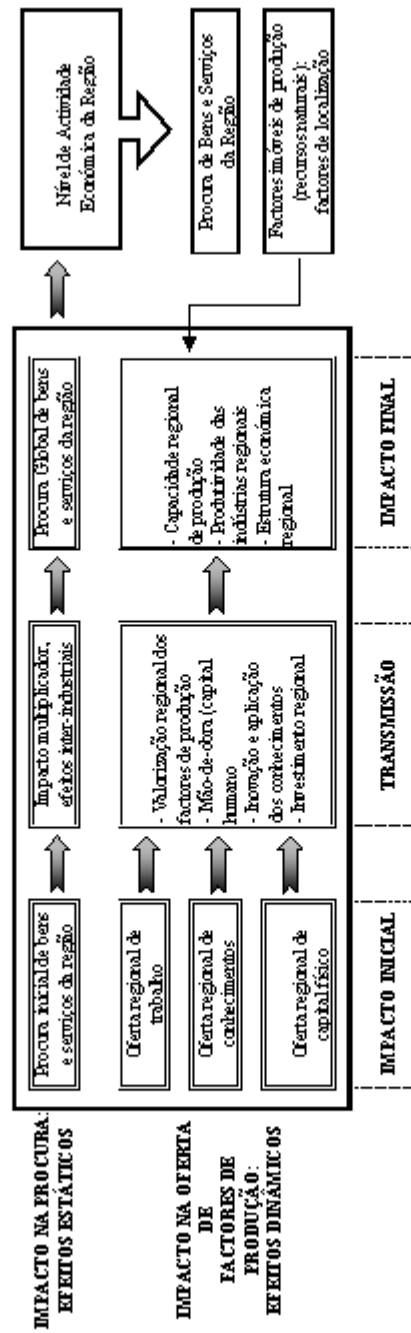 IMPACTO NA PROCURA:
EFEITOS ESTÁTICOS
Procura inicial de bens
e serviços da região
Impacto multiplicador,
efeitos inter-industriais
Procura Global de bens
e serviços da região
Nível de Actividade
Económica da Região
IMPACTO NA OFERTA
DE
FACTORES DE
PRODUÇÃO:
EFEITOS DINÂMICOS
Oferta regional de
trabalho
Oferta regional de
conhecimentos
Oferta regional de
capital físico
- Valorização regional dos
factores de produção
- Mão-de-obra (capital
humano
- Inovação e aplicação
dos conhecimentos
- Investimento regional
- Capacidade regional
de produção
- Produtividade das
indústrias regionais
- Estrutura económica
regional
Procura de Bens e Serviços
da Região
Factores imóveis de produção
(recursos naturais):
factores de localização
IMPACTO INICIAL
TRANSMISSÃO
IMPACTO FINAL